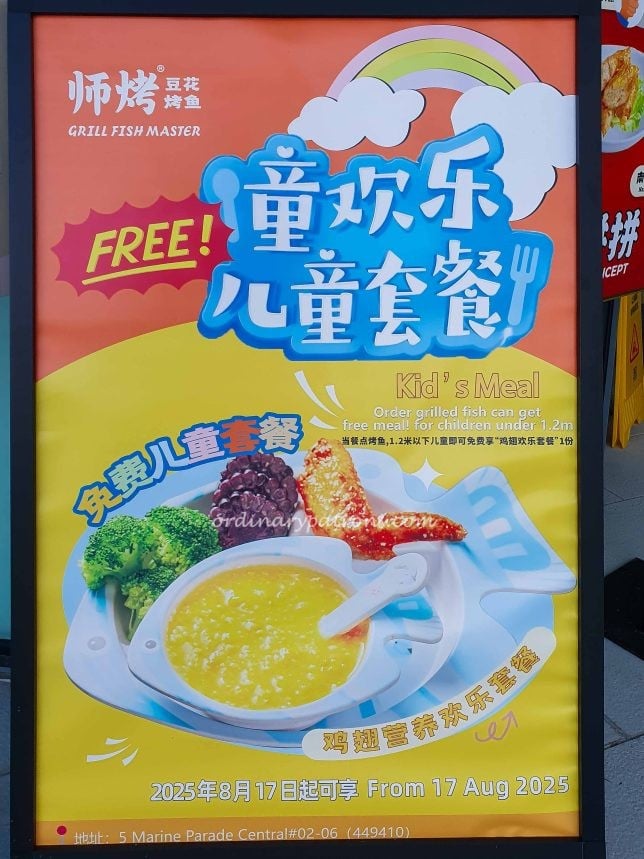 师烤® 豆花烤鱼
GRILL FISH MASTER
FREE!
童欢乐
儿童套餐
Kid's Meal
Order grilled fish can get
free meal! for children under 1.2m
当餐点烤鱼,1.2米以下儿童即可免费享"鸡翅欢乐套餐"1份
免费儿童套餐
ordinarypatrons.com
鸡翅营养欢乐套餐
2025年8月17日起可享 From 17 Aug 2025
地址: 5 Marine Parade Central#02-06 (449410)
拼
NCEPT